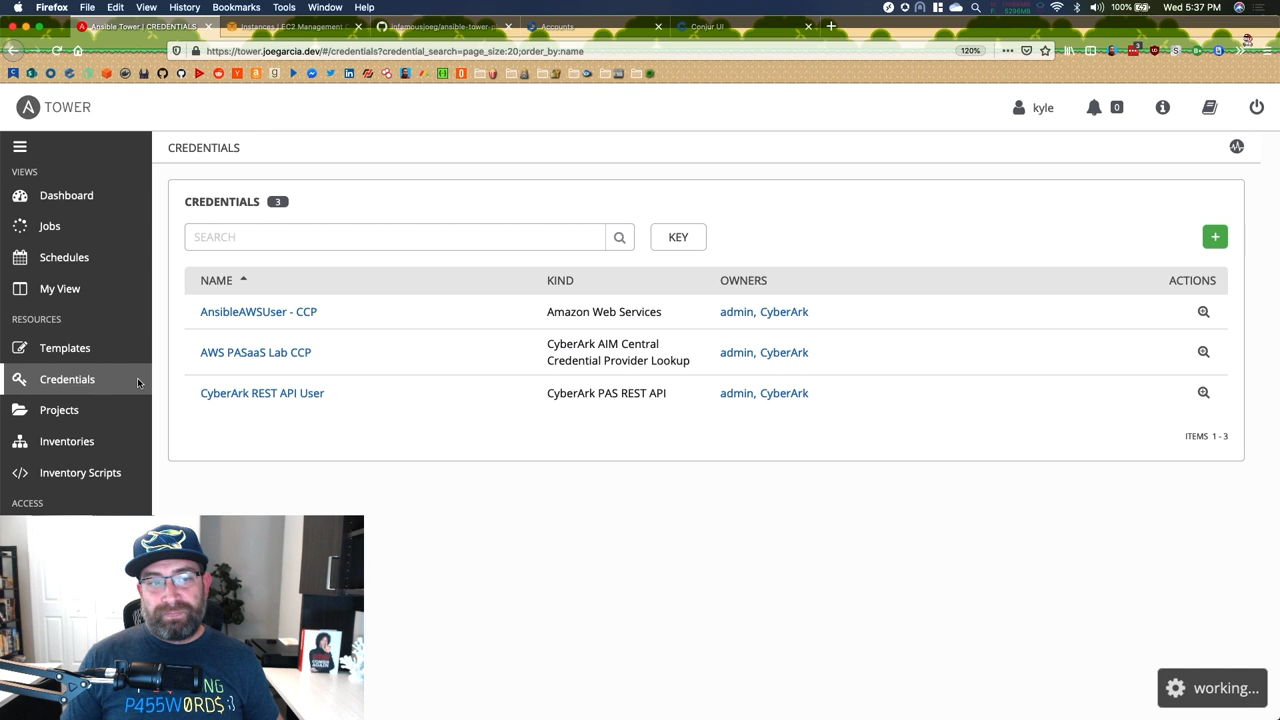 Firefox File Edit View History Bookmarks Tools Window Help
100% Wed 5:37 PM
Ansible Tower | CREDENTIALS
Instances | EC2 Management C
infamousjoeg/ansible-tower-p
Accounts
Conjur UI
https://tower.joegarcia.dev/#/credentials?credential_search=page_size:20;order_by:name
120%
TOWER
kyle
0
VIEWS
Dashboard
Jobs
Schedules
My View
RESOURCES
Templates
Credentials
Projects
Inventories
Inventory Scripts
ACCESS
CREDENTIALS
CREDENTIALS 3
SEARCH
KEY
+
NAME KIND OWNERS ACTIONS
AnsibleAWSUser - CCP Amazon Web Services admin, CyberArk
AWS PASaaS Lab CCP CyberArk AIM Central
Credential Provider Lookup admin, CyberArk
CyberArk REST API User CyberArk PAS REST API admin, CyberArk
ITEMS 1 - 3
P455W0RD$;}
working...